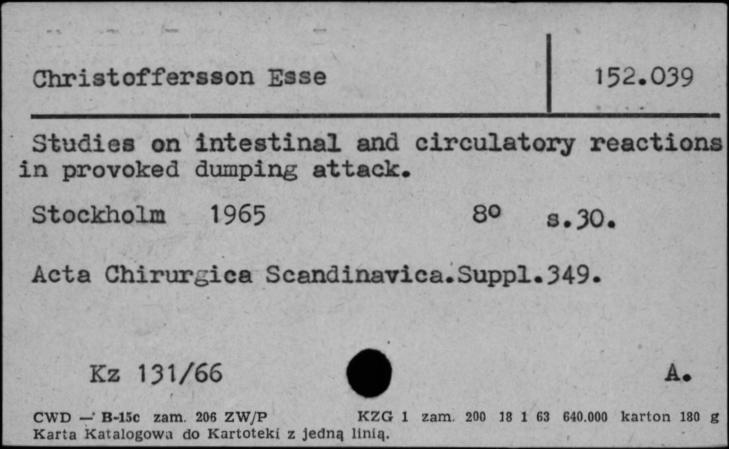 Christoffersson Esse 152.039
Studies on intestinal and circulatory reactions
in provoked dumping attack.
Stockholm 1965 8º s.30.
Acta Chirurgica Scandinavica.Suppl.349.
Kz 131/66 A.
CWD — B-15c zam. 206 ZW/P KZG 1 zam. 200 18 1 63 640.000 karton 180 g
Karta Katalogowa do Kartoteki z jedną linią.